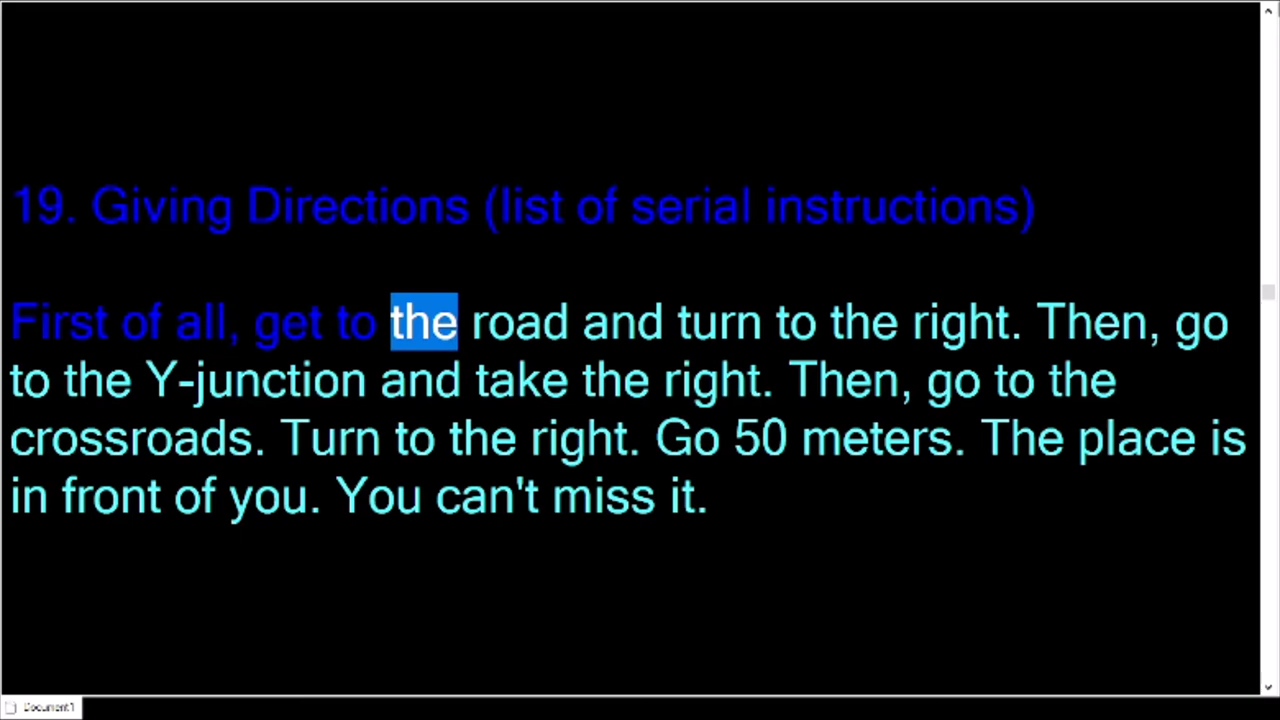 19. Giving Directions (list of serial instructions)
First of all, get to the road and turn to the right. Then, go
to the Y-junction and take the right. Then, go to the
crossroads. Turn to the right. Go 50 meters. The place is
in front of you. You can't miss it.
Document1